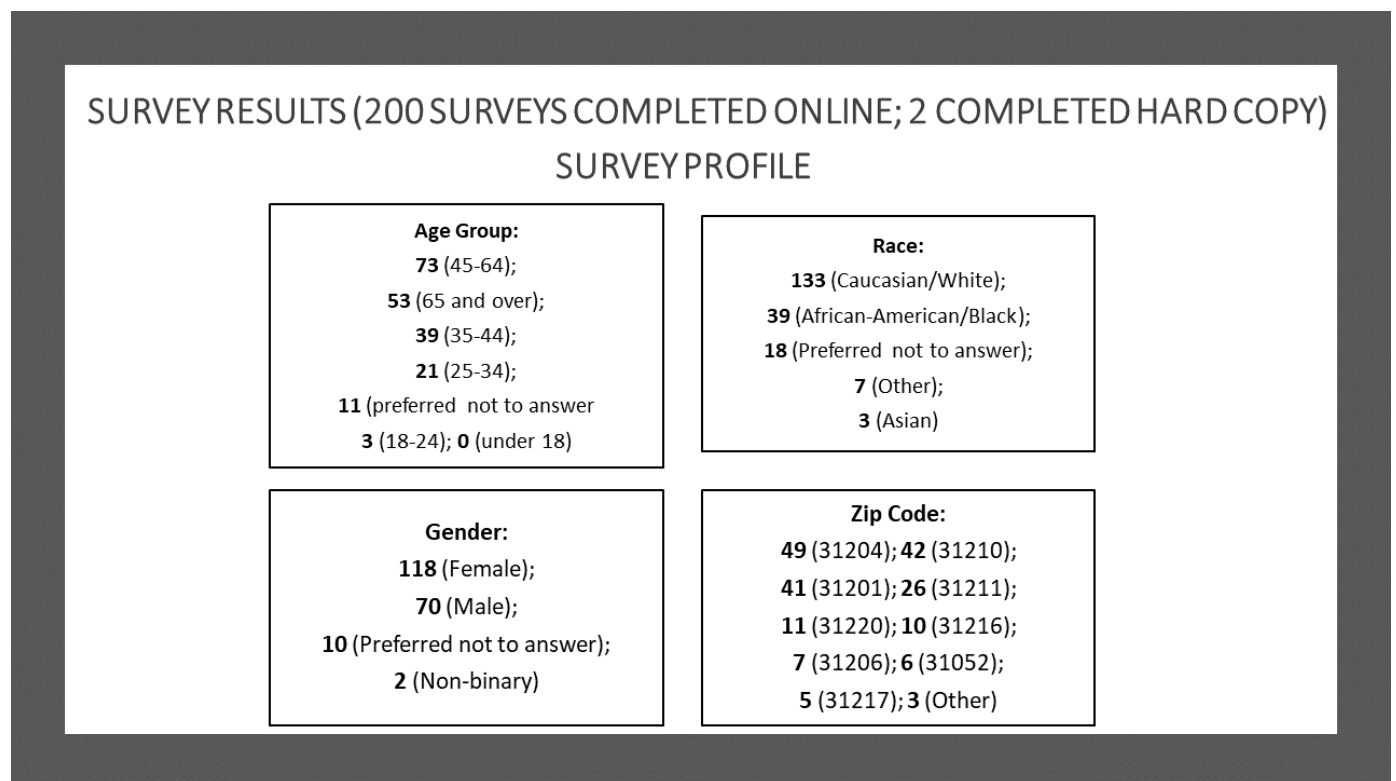 SURVEY RESULTS (200 SURVEYS COMPLETED ONLINE; 2 COMPLETED HARD COPY)
SURVEY PROFILE
Age Group:
73 (45-64);
53 (65 and over);
39 (35-44);
21 (25-34);
11 (preferred not to answer
3 (18-24); 0 (under 18)
Race:
133 (Caucasian/White);
39 (African-American/Black);
18 (Preferred not to answer);
7 (Other);
3 (Asian)
Gender:
118 (Female);
70 (Male);
10 (Preferred not to answer);
2 (Non-binary)
Zip Code:
49 (31204); 42 (31210);
41 (31201); 26 (31211);
11 (31220); 10 (31216);
7 (31206); 6 (31052);
5 (31217); 3 (Other)